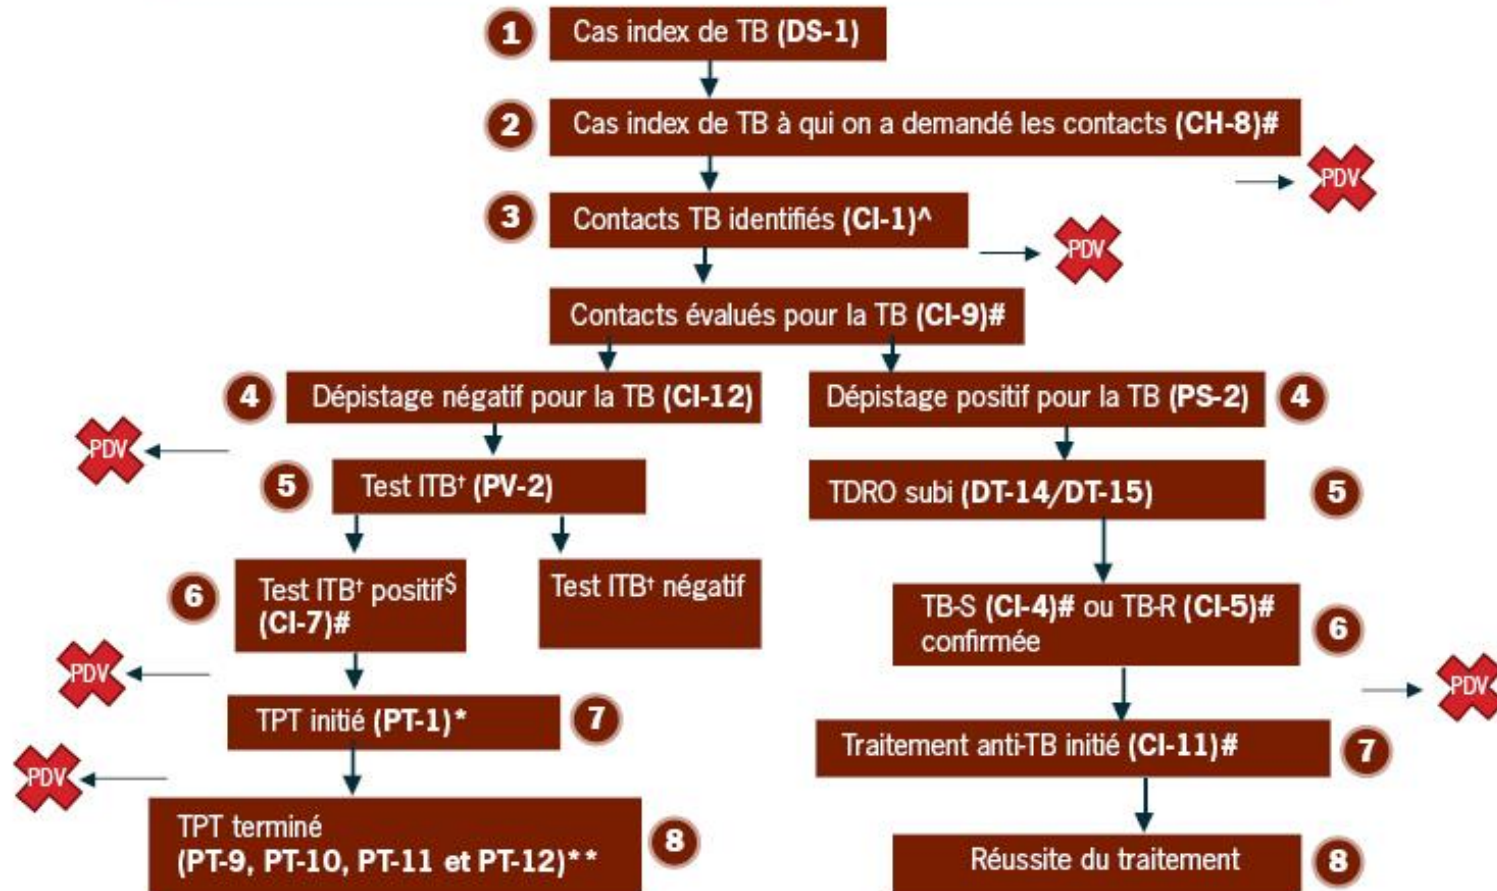 1 Cas index de TB (DS-1)
2 Cas index de TB à qui on a demandé les contacts (CH-8)#
PDV
3 Contacts TB identifiés (CI-1)^
PDV
Contacts évalués pour la TB (CI-9)#
4 Dépistage négatif pour la TB (CI-12)
Dépistage positif pour la TB (PS-2) 4
PDV
5 Test ITB† (PV-2)
TDRO subi (DT-14/DT-15) 5
6 Test ITB† positif$
(CI-7)#
Test ITB† négatif
TB-S (CI-4)# ou TB-R (CI-5)#
confirmée
6
PDV
PDV
TPT initié (PT-1)* 7
Traitement anti-TB initié (CI-11)# 7
PDV
TPT terminé
(PT-9, PT-10, PT-11 et PT-12)**
8
Réussite du traitement 8